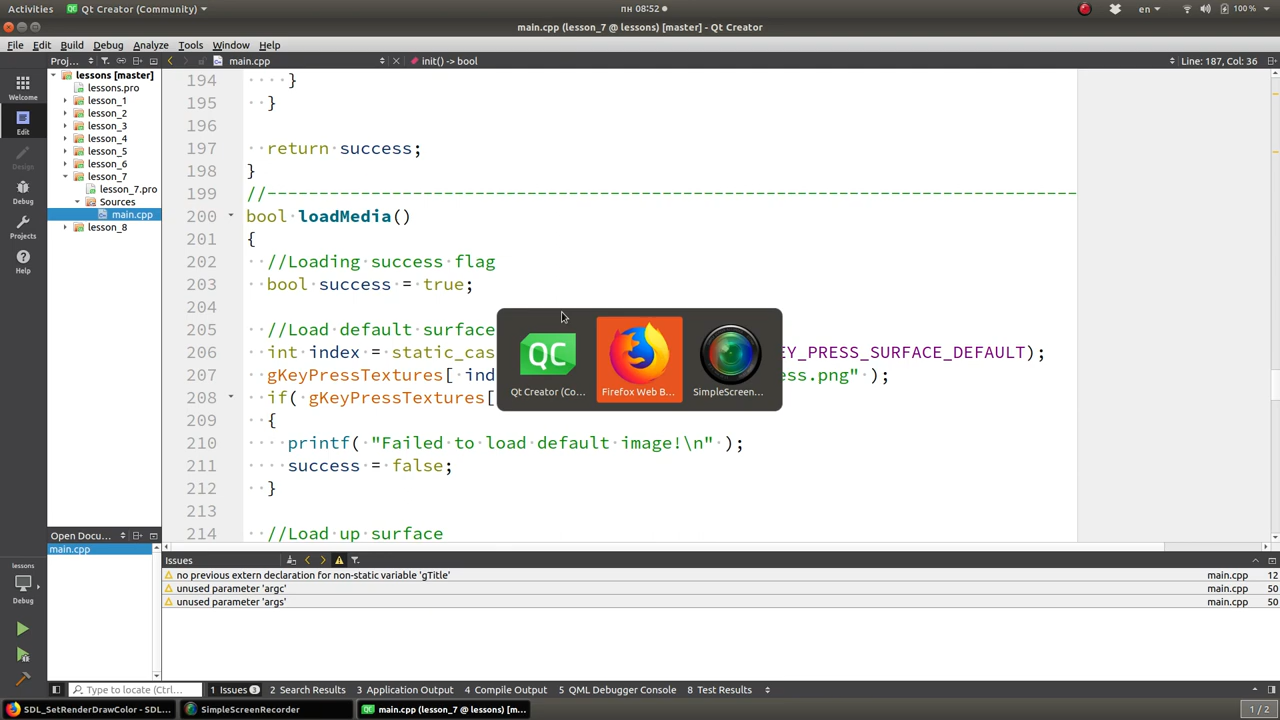 Activities
Qt Creator (Community)
пн 08:52
en
100 %
maln.cpp (lesson_7 @ lessons) [master] - Qt Creator
File Edit Build Debug Analyze Tools Window Help
Proj...
main.cpp
init() -> bool
Line: 187, Col: 36
Welcome
Edit
Design
Debug
Projects
Help
lessons
Debug
lessons [master]
lessons.pro
lesson_1
lesson_2
lesson_3
lesson_4
lesson_5
lesson_6
lesson_7
lesson_7.pro
Sources
main.cpp
lesson_8
Open Docu...
main.cpp
194 }
195 }
196
197 return success;
198 }
199 //------------------------------------------------------------------------------
200 bool loadMedia()
201 {
202 //Loading success flag
203 bool success = true;
204
205 //Load default surface
206 int index = static_cas EY_PRESS_SURFACE_DEFAULT);
207 gKeyPressTextures[ ind ess.png" );
208 if( gKeyPressTextures[
209 {
210 printf( "Failed to load default image!\n" );
211 success = false;
212 }
213
214 //Load up surface
QC
Qt Creator (Co...
Firefox Web B...
SimpleScreen...
Issues
no previous extern declaration for non-static variable 'gTitle' main.cpp 12
unused parameter 'argc' main.cpp 50
unused parameter 'args' main.cpp 50
Type to locate (Ctrl...
1 Issues 3
2 Search Results
3 Application Output
4 Compile Output
5 QML Debugger Console
8 Test Results
SDL_SetRenderDrawColor - SDL...
SimpleScreenRecorder
main.cpp (lesson_7 @ lessons) [m...
1 / 2